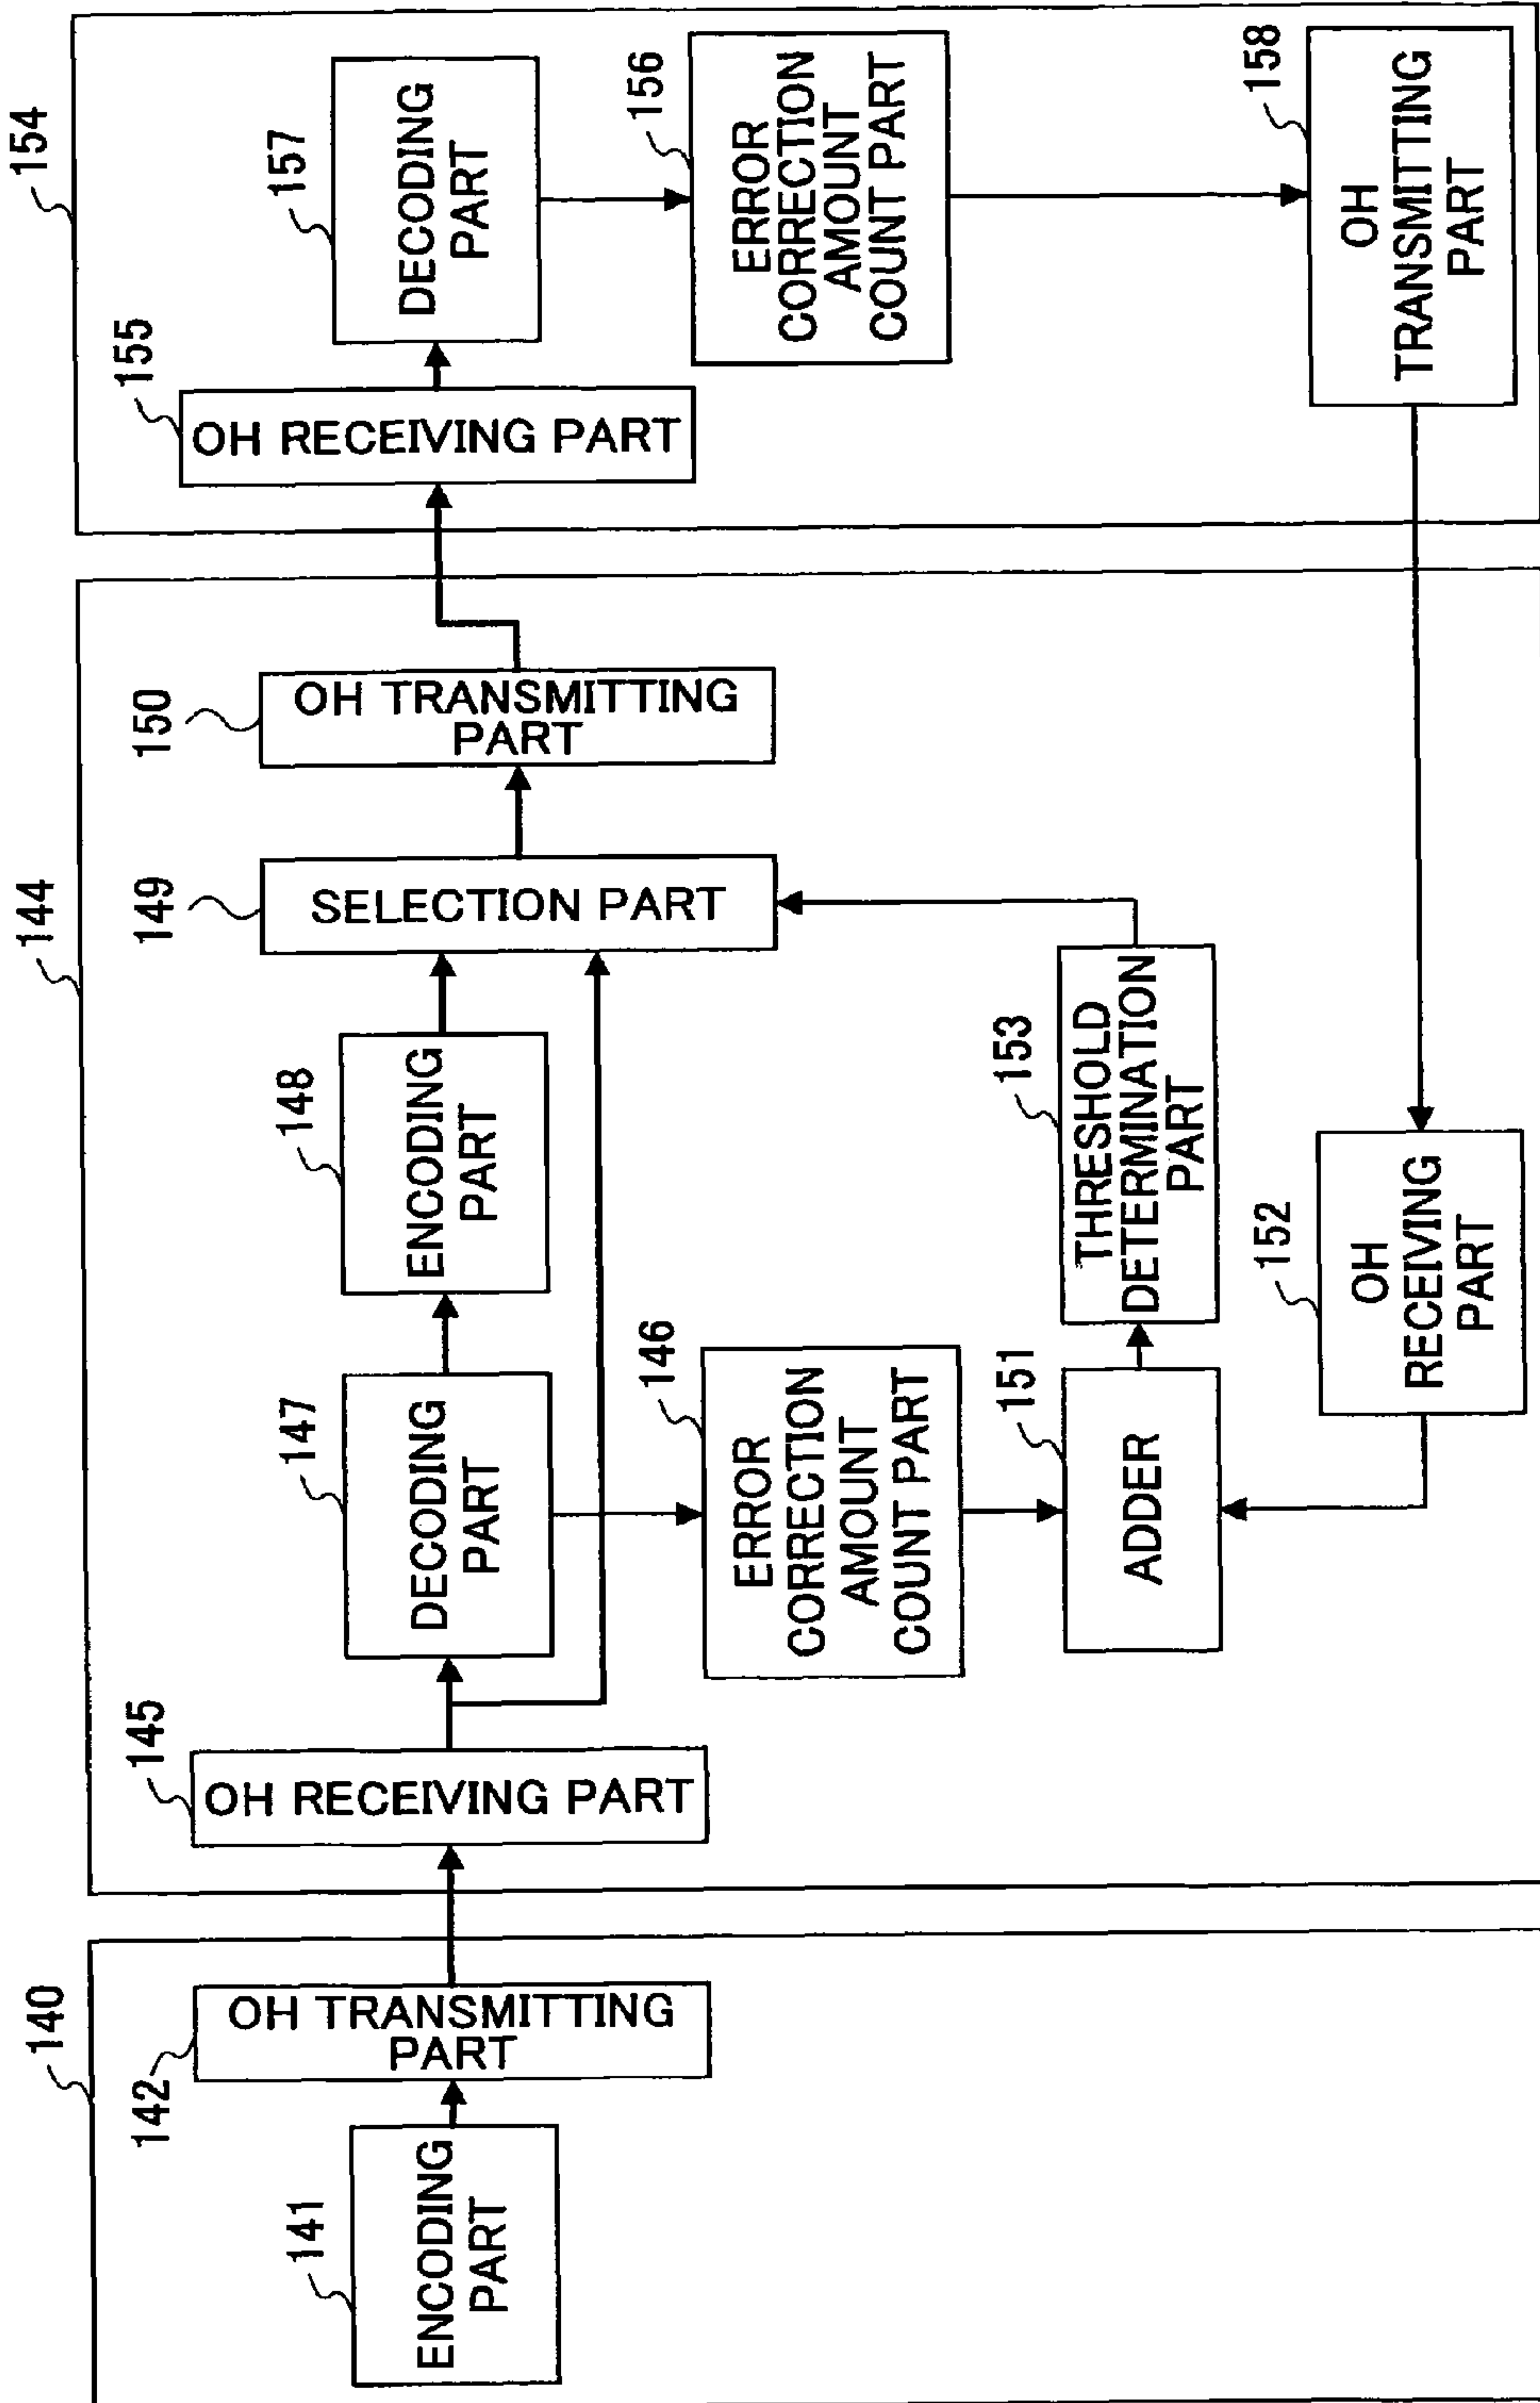 140
142
OH TRANSMITTING
PART
141
ENCODING
PART
144
145
OH RECEIVING PART
147
DECODING
PART
148
ENCODING
PART
149
SELECTION PART
150
OH TRANSMITTING
PART
146
ERROR
CORRECTION
AMOUNT
COUNT PART
151
ADDER
153
THRESHOLD
DETERMINATION
PART
152
OH
RECEIVING
PART
154
155
OH RECEIVING PART
157
DECODING
PART
156
ERROR
CORRECTION
AMOUNT
COUNT PART
158
OH
TRANSMITTING
PART